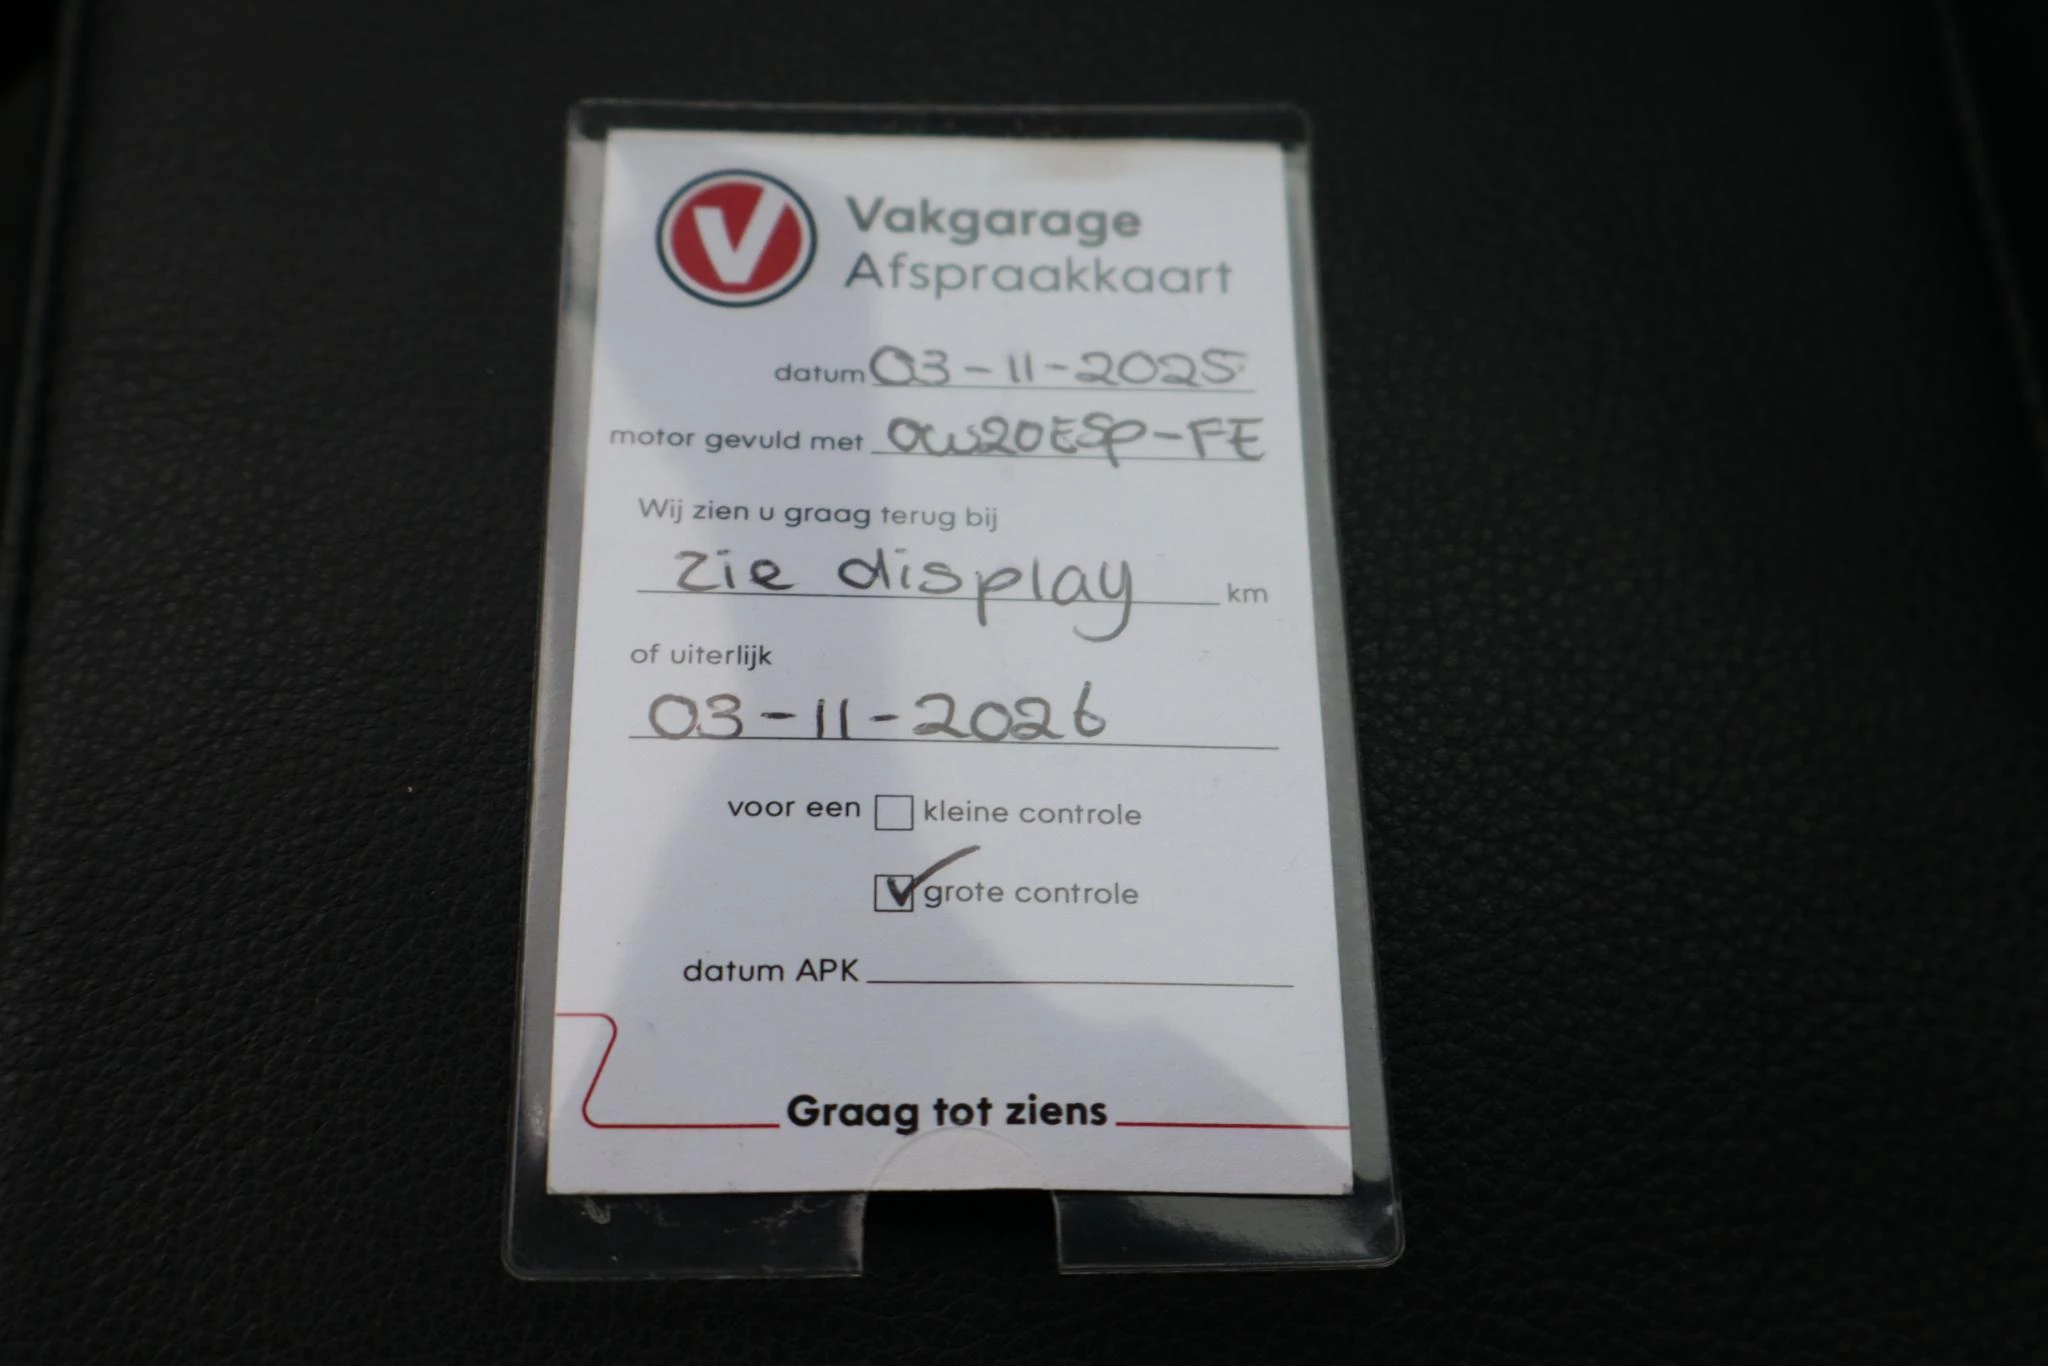 V Vakgarage
Afspraakkaart
datum 03-11-2025
motor gevuld met 0w20ESP-FE
Wij zien u graag terug bij
zie display km
of uiterlijk
03-11-2026
voor een kleine controle
grote controle
datum APK
Graag tot ziens